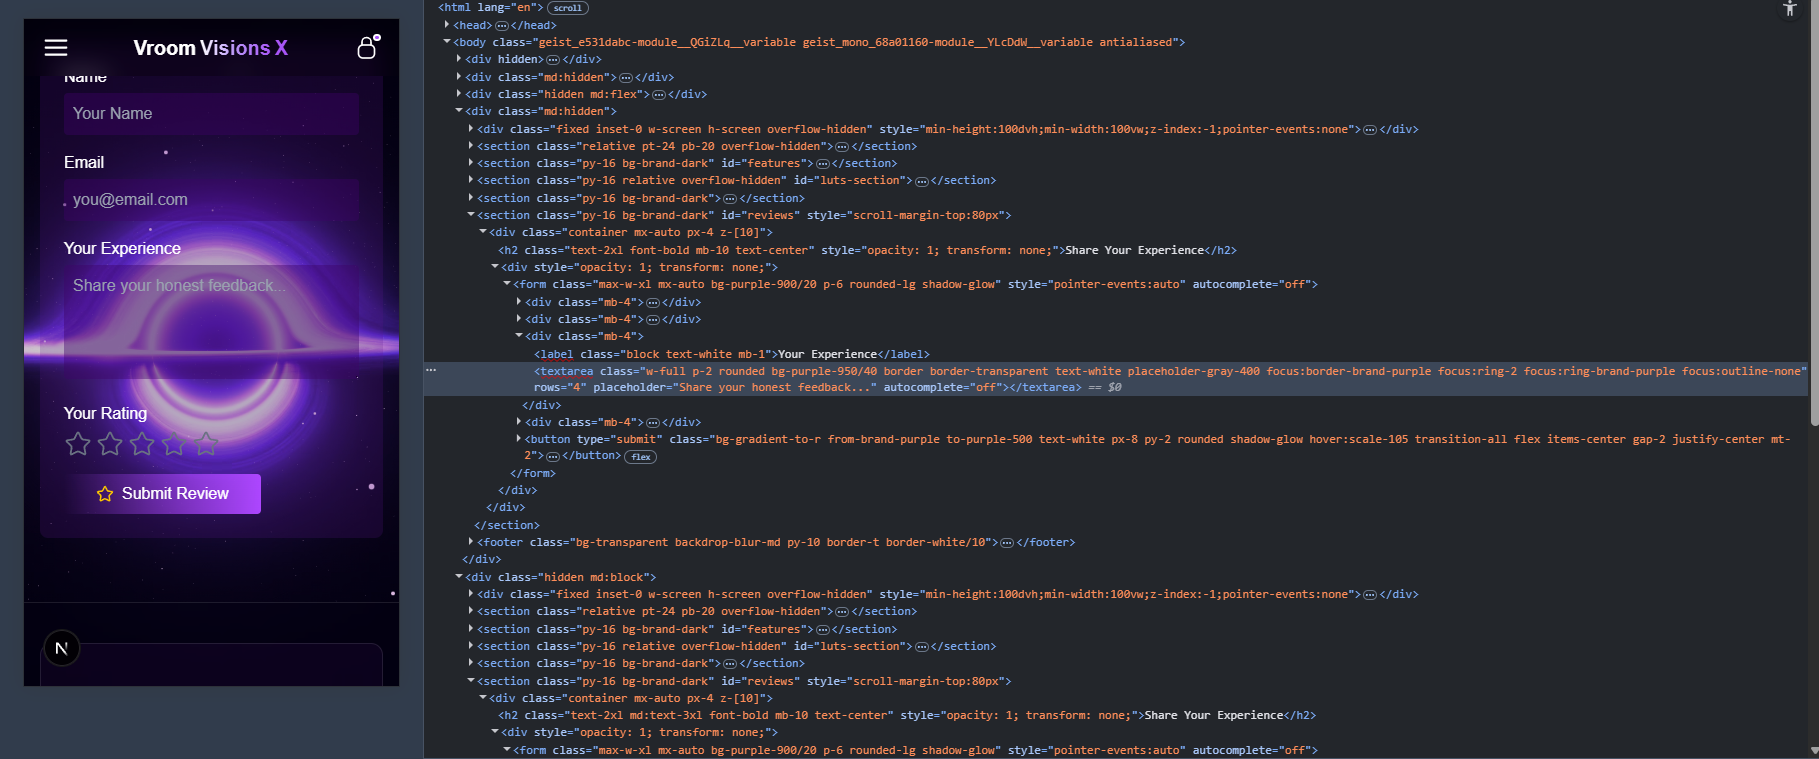 Vroom Visions X
Name
Your Name
Email
you@email.com
Your Experience
Share your honest feedback...
Your Rating
Submit Review
N
<html lang="en"> scroll
<head> ⋯ </head>
<body class="geist_e531dabc-module__QGiZLq__variable geist_mono_68a01160-module__YLcDdW__variable antialiased">
<div hidden> ⋯ </div>
<div class="md:hidden"> ⋯ </div>
<div class="hidden md:flex"> ⋯ </div>
<div class="md:hidden">
<div class="fixed inset-0 w-screen h-screen overflow-hidden" style="min-height:100dvh;min-width:100vw;z-index:-1;pointer-events:none"> ⋯ </div>
<section class="relative pt-24 pb-20 overflow-hidden"> ⋯ </section>
<section class="py-16 bg-brand-dark" id="features"> ⋯ </section>
<section class="py-16 relative overflow-hidden" id="luts-section"> ⋯ </section>
<section class="py-16 bg-brand-dark"> ⋯ </section>
<section class="py-16 bg-brand-dark" id="reviews" style="scroll-margin-top:80px">
<div class="container mx-auto px-4 z-[10]">
<h2 class="text-2xl font-bold mb-10 text-center" style="opacity: 1; transform: none;">Share Your Experience</h2>
<div style="opacity: 1; transform: none;">
<form class="max-w-xl mx-auto bg-purple-900/20 p-6 rounded-lg shadow-glow" style="pointer-events:auto" autocomplete="off">
<div class="mb-4"> ⋯ </div>
<div class="mb-4"> ⋯ </div>
<div class="mb-4">
<label class="block text-white mb-1">Your Experience</label>
<textarea class="w-full p-2 rounded bg-purple-950/40 border border-transparent text-white placeholder-gray-400 focus:border-brand-purple focus:ring-2 focus:ring-brand-purple focus:outline-none"
rows="4" placeholder="Share your honest feedback..." autocomplete="off"></textarea> == $0
</div>
<div class="mb-4"> ⋯ </div>
<button type="submit" class="bg-gradient-to-r from-brand-purple to-purple-500 text-white px-8 py-2 rounded shadow-glow hover:scale-105 transition-all flex items-center gap-2 justify-center mt-
2"> ⋯ </button> flex
</form>
</div>
</div>
</section>
<footer class="bg-transparent backdrop-blur-md py-10 border-t border-white/10"> ⋯ </footer>
</div>
<div class="hidden md:block">
<div class="fixed inset-0 w-screen h-screen overflow-hidden" style="min-height:100dvh;min-width:100vw;z-index:-1;pointer-events:none"> ⋯ </div>
<section class="relative pt-24 pb-20 overflow-hidden"> ⋯ </section>
<section class="py-16 bg-brand-dark" id="features"> ⋯ </section>
<section class="py-16 relative overflow-hidden" id="luts-section"> ⋯ </section>
<section class="py-16 bg-brand-dark"> ⋯ </section>
<section class="py-16 bg-brand-dark" id="reviews" style="scroll-margin-top:80px">
<div class="container mx-auto px-4 z-[10]">
<h2 class="text-2xl md:text-3xl font-bold mb-10 text-center" style="opacity: 1; transform: none;">Share Your Experience</h2>
<div style="opacity: 1; transform: none;">
<form class="max-w-xl mx-auto bg-purple-900/20 p-6 rounded-lg shadow-glow" style="pointer-events:auto" autocomplete="off">